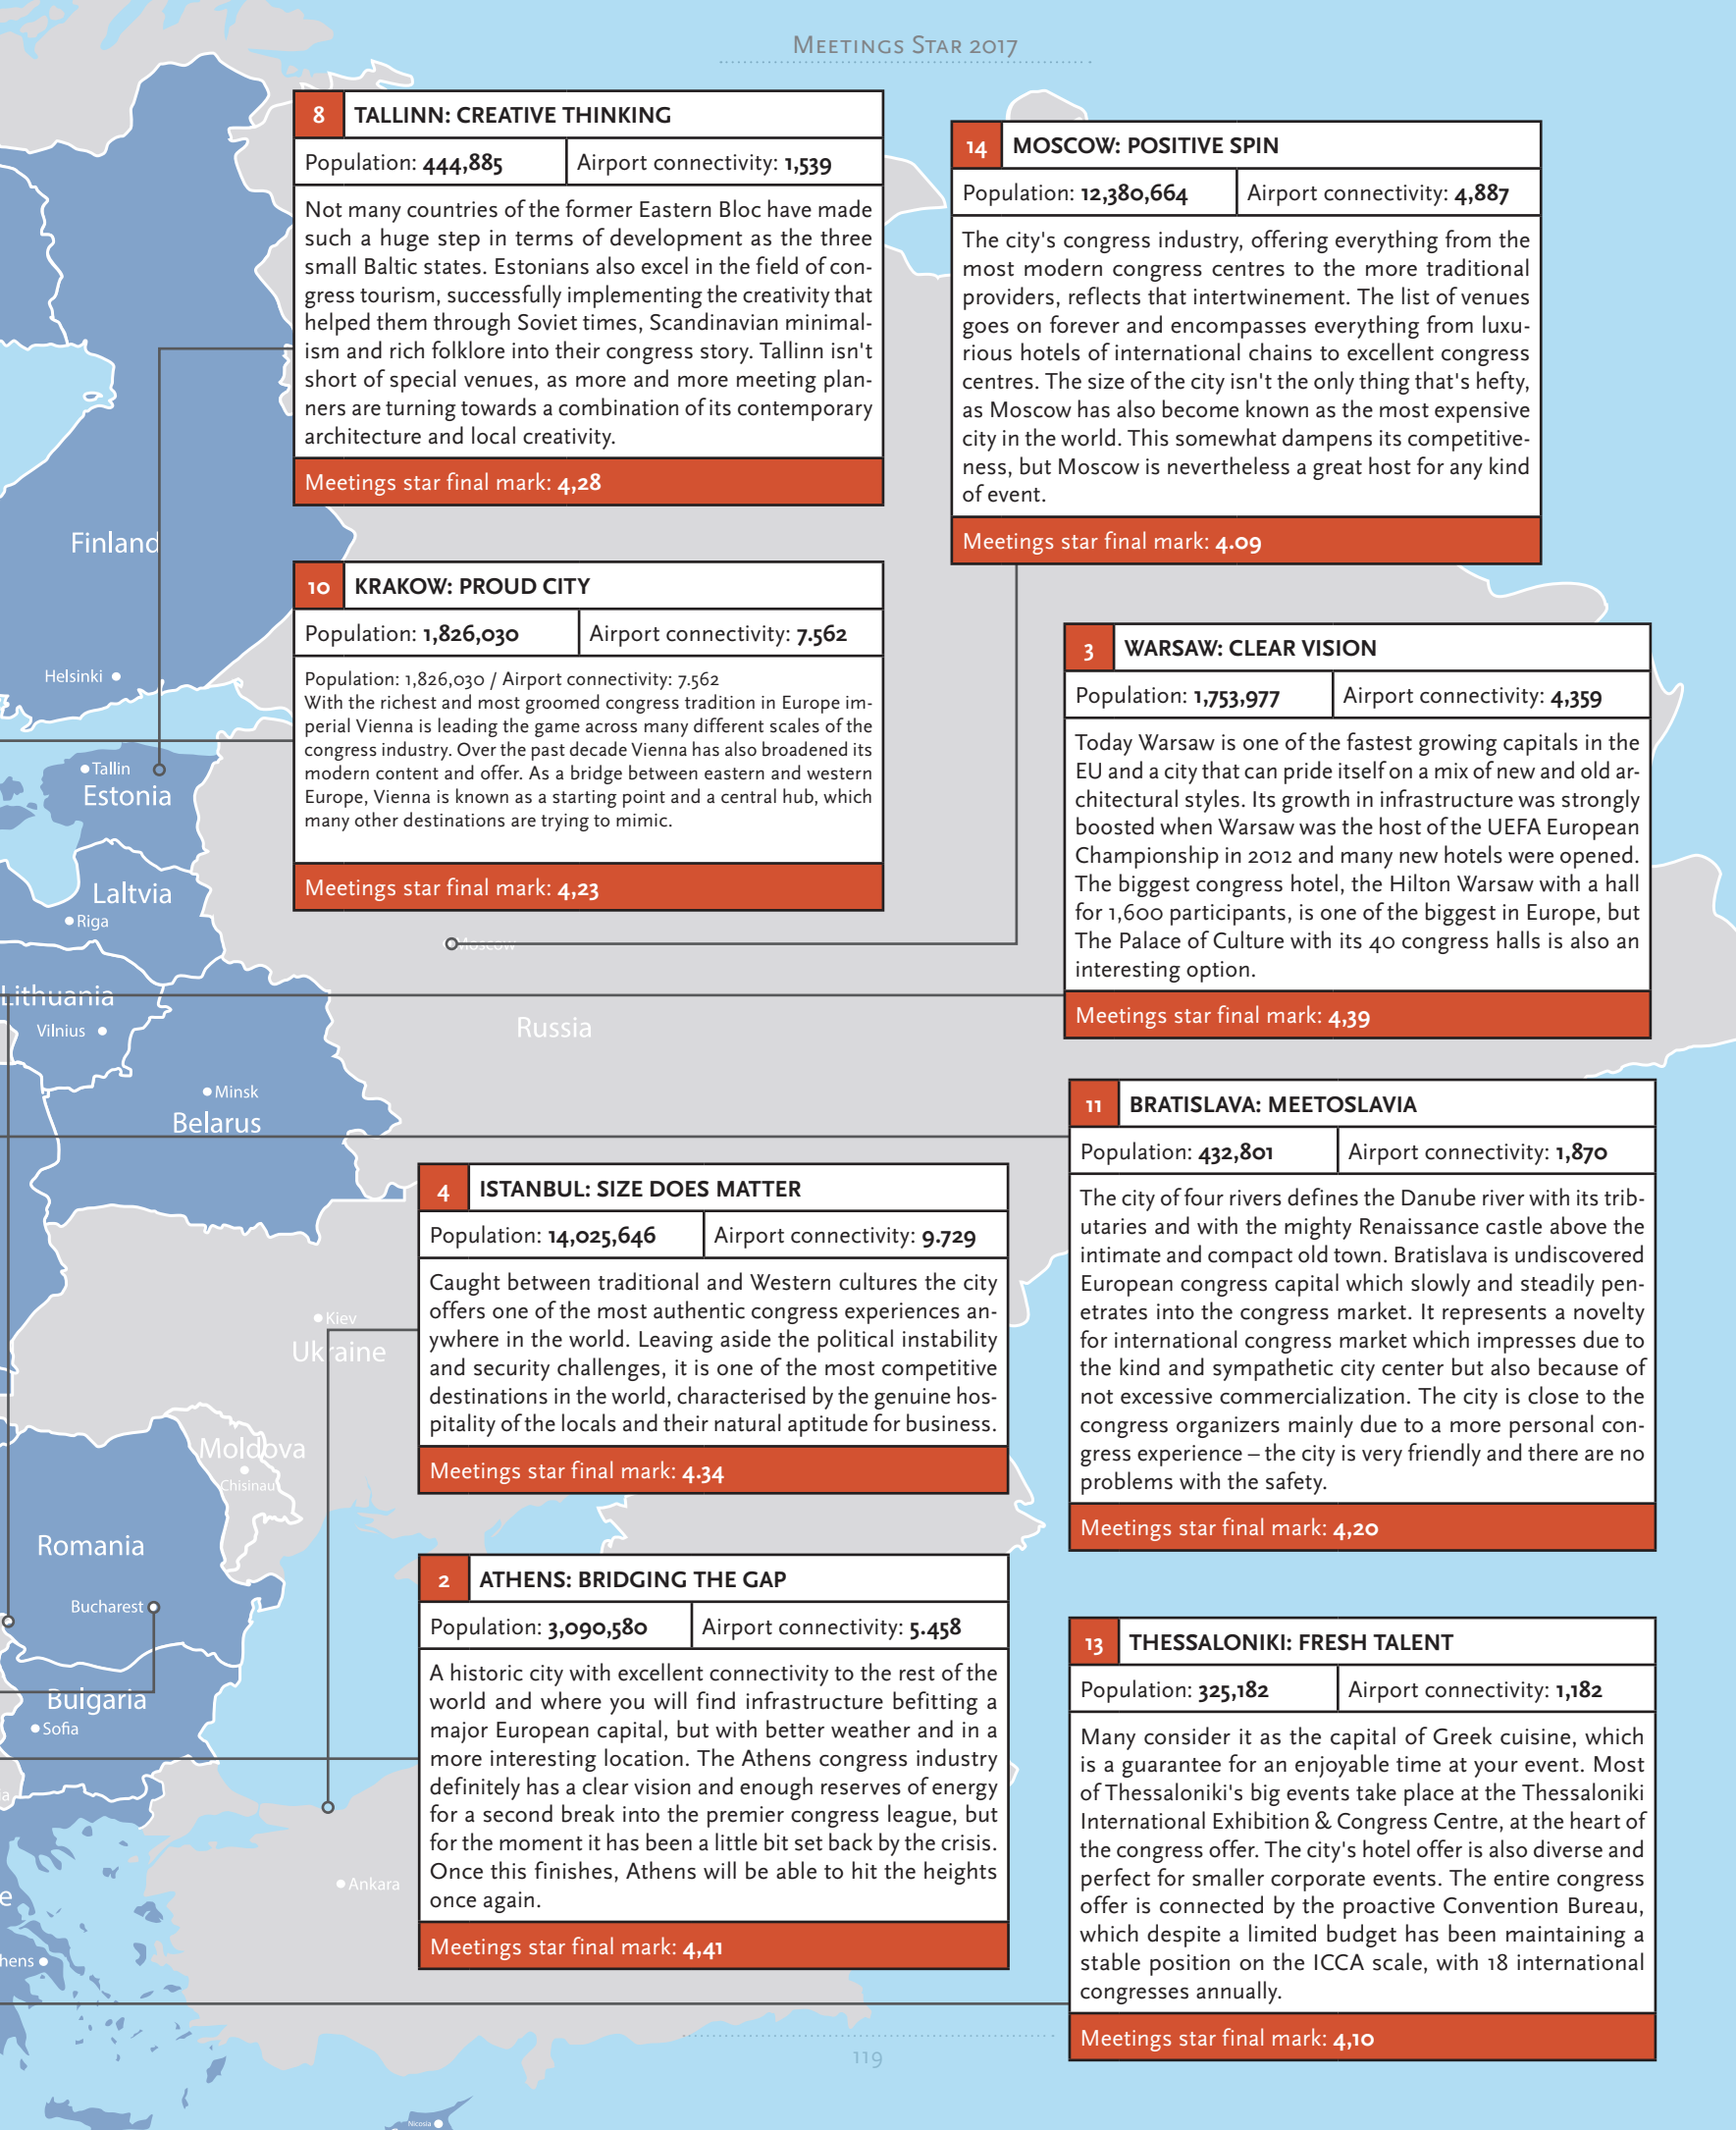 Meetings Star 2017
8 TALLINN: CREATIVE THINKING
Population: 444,885 Airport connectivity: 1,539
Not many countries of the former Eastern Bloc have made
such a huge step in terms of development as the three
small Baltic states. Estonians also excel in the field of con-
gress tourism, successfully implementing the creativity that
helped them through Soviet times, Scandinavian minimal-
ism and rich folklore into their congress story. Tallinn isn't
short of special venues, as more and more meeting plan-
ners are turning towards a combination of its contemporary
architecture and local creativity.
Meetings star final mark: 4,28
14 MOSCOW: POSITIVE SPIN
Population: 12,380,664 Airport connectivity: 4,887
The city's congress industry, offering everything from the
most modern congress centres to the more traditional
providers, reflects that intertwinement. The list of venues
goes on forever and encompasses everything from luxu-
rious hotels of international chains to excellent congress
centres. The size of the city isn't the only thing that's hefty,
as Moscow has also become known as the most expensive
city in the world. This somewhat dampens its competitive-
ness, but Moscow is nevertheless a great host for any kind
of event.
Meetings star final mark: 4.09
10 KRAKOW: PROUD CITY
Population: 1,826,030 Airport connectivity: 7.562
Population: 1,826,030 / Airport connectivity: 7.562
With the richest and most groomed congress tradition in Europe im-
perial Vienna is leading the game across many different scales of the
congress industry. Over the past decade Vienna has also broadened its
modern content and offer. As a bridge between eastern and western
Europe, Vienna is known as a starting point and a central hub, which
many other destinations are trying to mimic.
Meetings star final mark: 4,23
3 WARSAW: CLEAR VISION
Population: 1,753,977 Airport connectivity: 4,359
Today Warsaw is one of the fastest growing capitals in the
EU and a city that can pride itself on a mix of new and old ar-
chitectural styles. Its growth in infrastructure was strongly
boosted when Warsaw was the host of the UEFA European
Championship in 2012 and many new hotels were opened.
The biggest congress hotel, the Hilton Warsaw with a hall
for 1,600 participants, is one of the biggest in Europe, but
The Palace of Culture with its 40 congress halls is also an
interesting option.
Meetings star final mark: 4,39
11 BRATISLAVA: MEETOSLAVIA
Population: 432,801 Airport connectivity: 1,870
The city of four rivers defines the Danube river with its trib-
utaries and with the mighty Renaissance castle above the
intimate and compact old town. Bratislava is undiscovered
European congress capital which slowly and steadily pen-
etrates into the congress market. It represents a novelty
for international congress market which impresses due to
the kind and sympathetic city center but also because of
not excessive commercialization. The city is close to the
congress organizers mainly due to a more personal con-
gress experience – the city is very friendly and there are no
problems with the safety.
Meetings star final mark: 4,20
4 ISTANBUL: SIZE DOES MATTER
Population: 14,025,646 Airport connectivity: 9.729
Caught between traditional and Western cultures the city
offers one of the most authentic congress experiences an-
ywhere in the world. Leaving aside the political instability
and security challenges, it is one of the most competitive
destinations in the world, characterised by the genuine hos-
pitality of the locals and their natural aptitude for business.
Meetings star final mark: 4.34
2 ATHENS: BRIDGING THE GAP
Population: 3,090,580 Airport connectivity: 5.458
A historic city with excellent connectivity to the rest of the
world and where you will find infrastructure befitting a
major European capital, but with better weather and in a
more interesting location. The Athens congress industry
definitely has a clear vision and enough reserves of energy
for a second break into the premier congress league, but
for the moment it has been a little bit set back by the crisis.
Once this finishes, Athens will be able to hit the heights
once again.
Meetings star final mark: 4,41
13 THESSALONIKI: FRESH TALENT
Population: 325,182 Airport connectivity: 1,182
Many consider it as the capital of Greek cuisine, which
is a guarantee for an enjoyable time at your event. Most
of Thessaloniki's big events take place at the Thessaloniki
International Exhibition & Congress Centre, at the heart of
the congress offer. The city's hotel offer is also diverse and
perfect for smaller corporate events. The entire congress
offer is connected by the proactive Convention Bureau,
which despite a limited budget has been maintaining a
stable position on the ICCA scale, with 18 international
congresses annually.
Meetings star final mark: 4,10
Finland
Helsinki
Tallin
Estonia
Laltvia
Riga
Moscow
Lithuania
Vilnius
Russia
Minsk
Belarus
Kiev
Ukraine
Moldova
Chisinau
Romania
Bucharest
Bulgaria
Sofia
ia
Ankara
e
hens
Nicosia
119